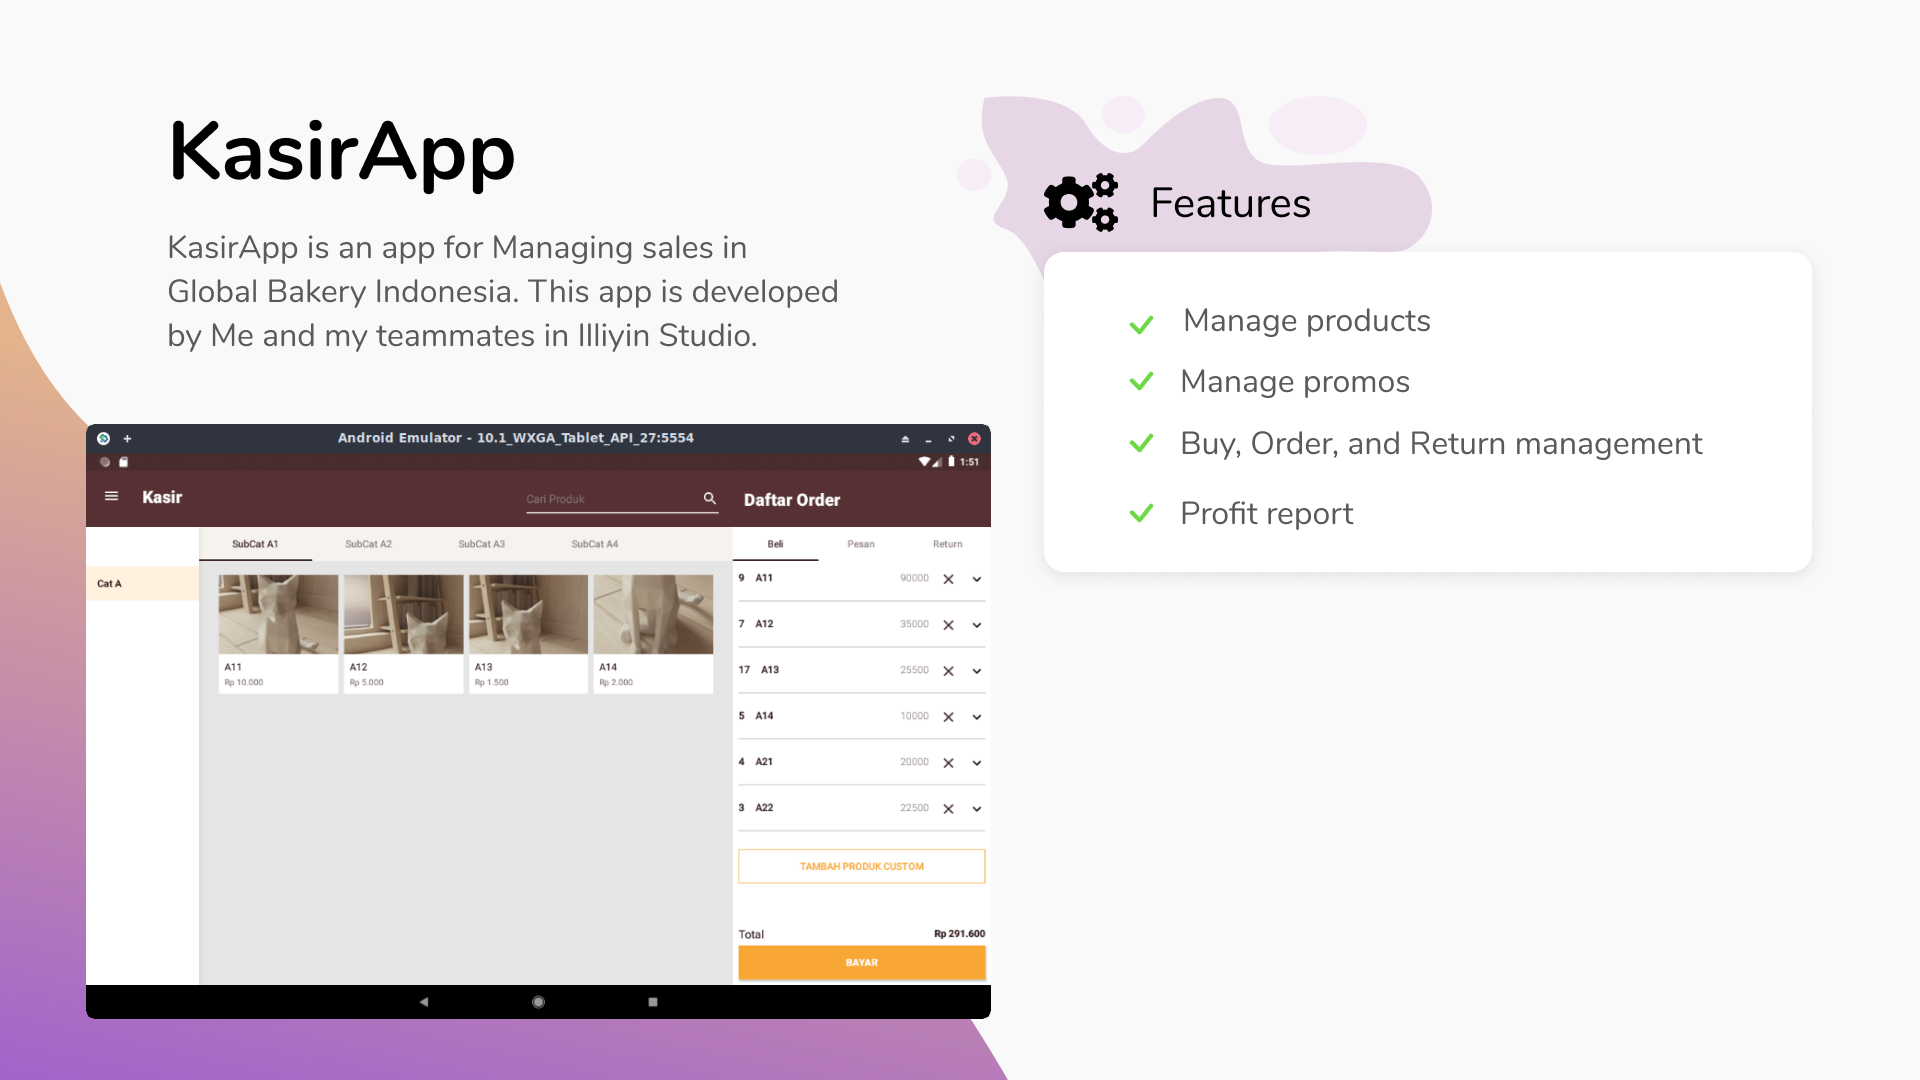 KasirApp
KasirApp is an app for Managing sales in
Global Bakery Indonesia. This app is developed
by Me and my teammates in Illiyin Studio.
Features
Manage products
Manage promos
Buy, Order, and Return management
Profit report
Android Emulator - 10.1_WXGA_Tablet_API_27:5554
1:51
Kasir
Cari Produk
Daftar Order
SubCat A1 SubCat A2 SubCat A3 SubCat A4
Cat A
A11 A12 A13 A14
Rp 10.000 Rp 5.000 Rp 1.500 Rp 2.000
Beli Pesan Return
9 A11 90000
7 A12 35000
17 A13 25500
5 A14 10000
4 A21 20000
3 A22 22500
TAMBAH PRODUK CUSTOM
Total Rp 291.600
BAYAR